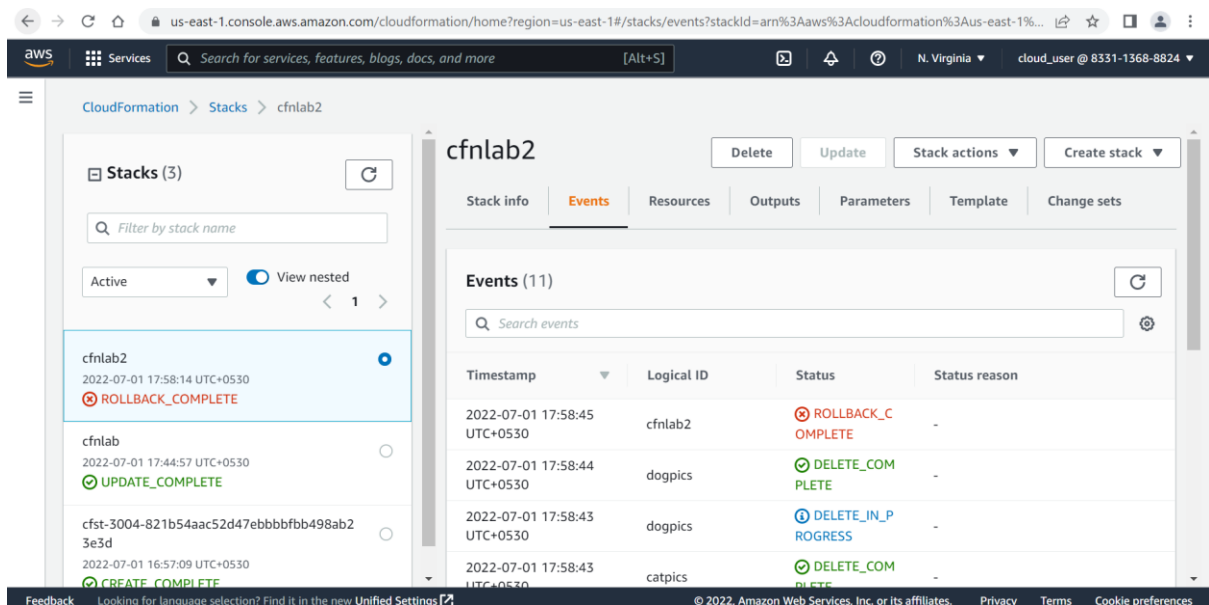 us-east-1.console.aws.amazon.com/cloudformation/home?region=us-east-1#/stacks/events?stackId=arn%3Aaws%3Acloudformation%3Aus-east-1%...
aws Services Search for services, features, blogs, docs, and more [Alt+S] N. Virginia ▼ cloud_user @ 8331-1368-8824 ▼
CloudFormation > Stacks > cfnlab2
Stacks (3)
Filter by stack name
Active ▼ View nested
< 1 >
cfnlab2
2022-07-01 17:58:14 UTC+0530
ROLLBACK_COMPLETE
cfnlab
2022-07-01 17:44:57 UTC+0530
UPDATE_COMPLETE
cfst-3004-821b54aac52d47ebbbbfbb498ab2
3e3d
2022-07-01 16:57:09 UTC+0530
CREATE_COMPLETE
cfnlab2 Delete Update Stack actions ▼ Create stack ▼
Stack info Events Resources Outputs Parameters Template Change sets
Events (11)
Search events
Timestamp ▼ Logical ID Status Status reason
2022-07-01 17:58:45 ROLLBACK_C
UTC+0530 cfnlab2 OMPLETE -
2022-07-01 17:58:44 DELETE_COM
UTC+0530 dogpics PLETE -
2022-07-01 17:58:43 DELETE_IN_P
UTC+0530 dogpics ROGRESS -
2022-07-01 17:58:43 DELETE_COM
UTC+0530 catpics PLETE -
Feedback Looking for language selection? Find it in the new Unified Settings © 2022, Amazon Web Services, Inc. or its affiliates. Privacy Terms Cookie preferences